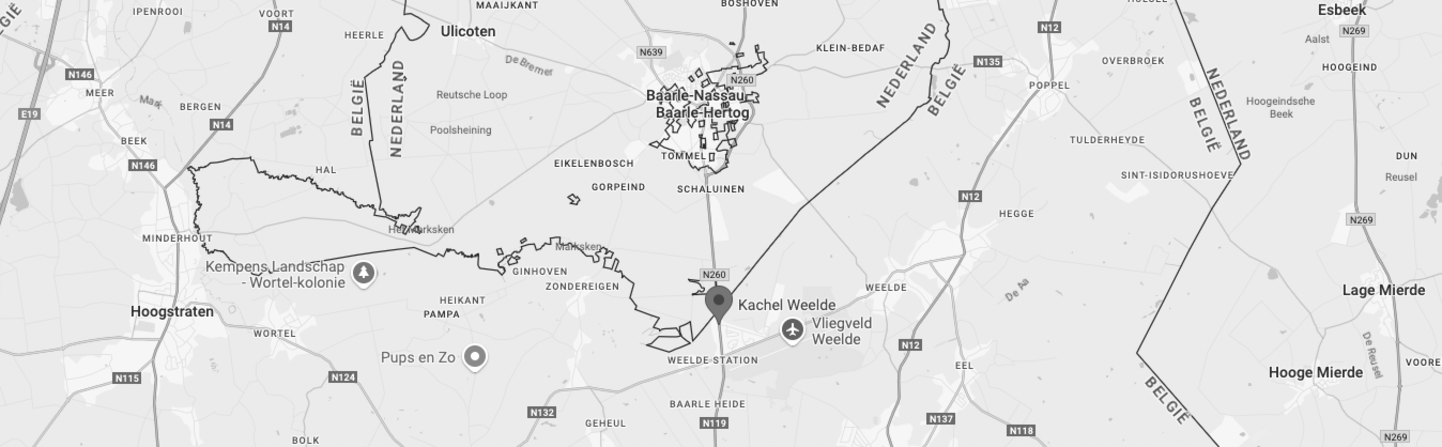 GIË
IPENROOI
VOORT
N14
HEERLE
MAAIJKANT
Ulicoten
BOSHOVEN
N639
De Bremer
KLEIN-BEDAF
NEDERLAND
BELGIË
N12
N135
OVERBROEK
POPPEL
Esbeek
N269
Aalst
HOOGEIND
N146
MEER
Maak
E19
BERGEN
N14
BEEK
N146
BELGIË
NEDERLAND
Reutsche Loop
Poolsheining
N260
Baarle-Nassau
Baarle-Hertog
TOMMEL
EIKELENBOSCH
GORPEIND
SCHALUINEN
NEDERLAND
BELGIË
Hoogeindsche
Beek
TULDERHEYDE
SINT-ISIDORUSHOEVE
DUN
Reusel
HAL
N12
HEGGE
N269
MINDERHOUT
Marksken
Kempens Landschap
- Wortel-kolonie
GINHOVEN
ZONDEREIGEN
N260
Kachel Weelde
Vliegveld
Weelde
WEELDE
De Aa
Lage Mierde
Hoogstraten
HEIKANT
PAMPA
WORTEL
Pups en Zo
WEELDE STATION
N12
EEL
De Reusel
VOORE
Hooge Mierde
N115
N124
N132
GEHEUL
BAARLE HEIDE
N119
N137
N118
BELGIË
N269
BOLK